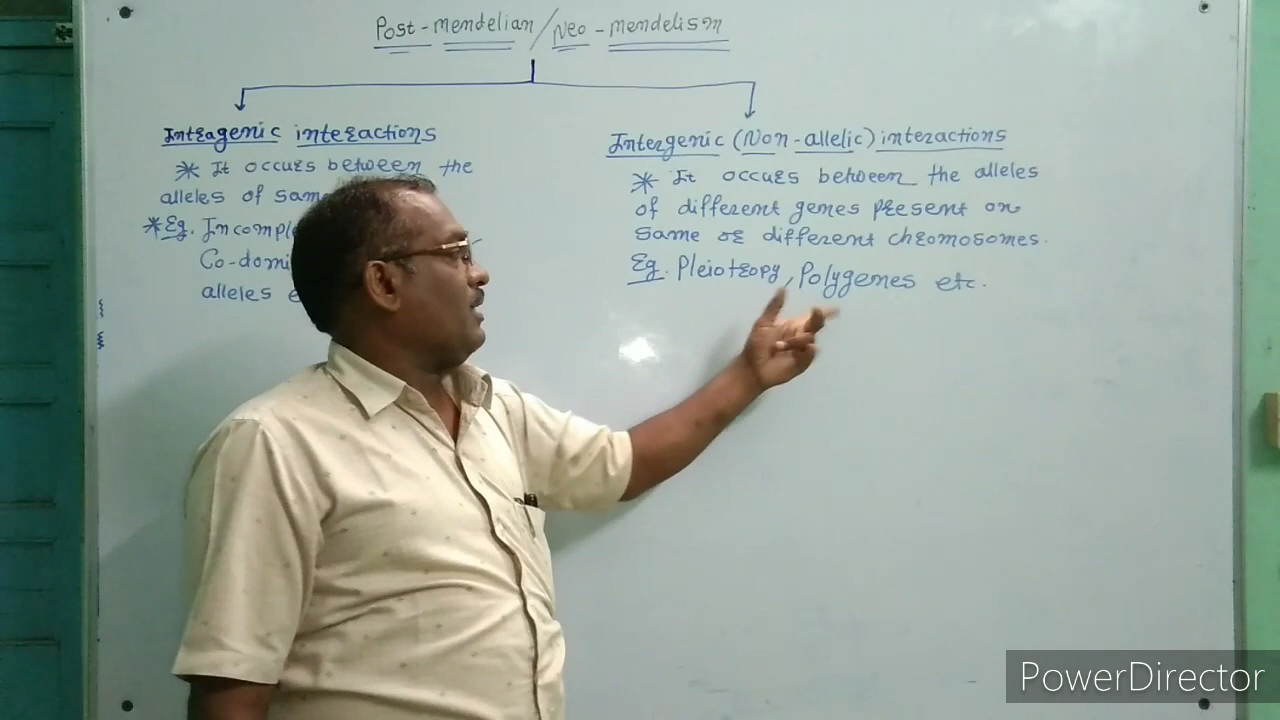 Post-mendelian / Neo-mendelism
Intragenic interactions
* It occurs between the
alleles of same
* Eg. Incomple
Co-domi
alleles e
Intergenic (Non-allelic) interactions
* It occurs between the alleles
of different genes present on
same or different chromosomes.
Eg. Pleiotropy, Polygenes etc.
PowerDirector